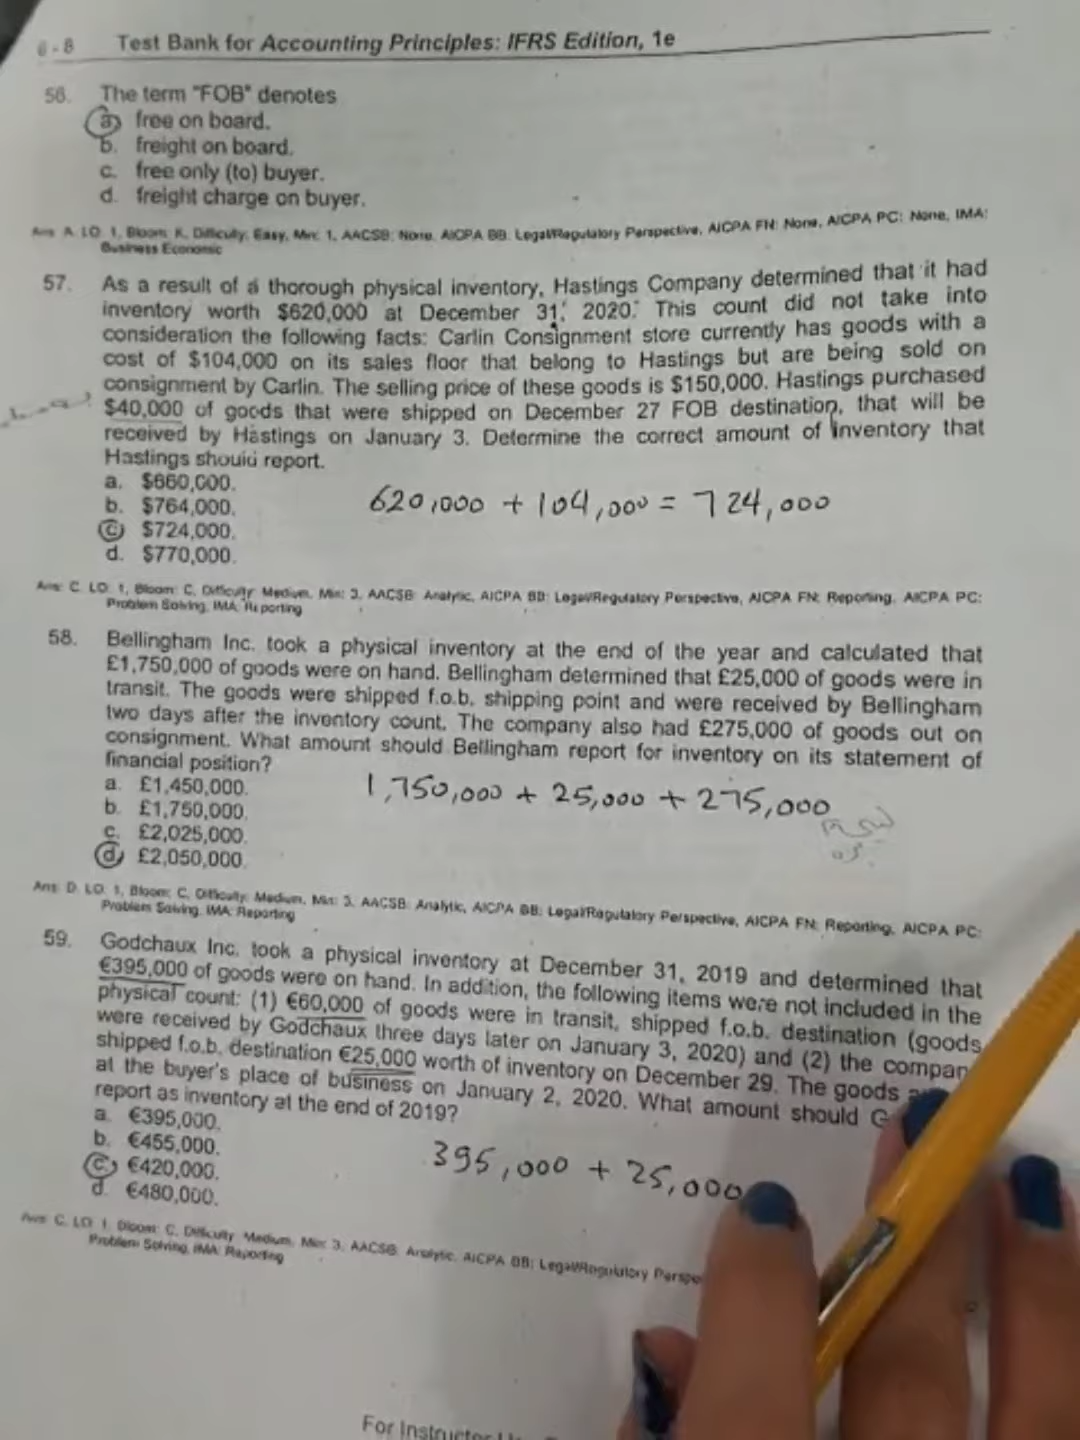 6-8 Test Bank for Accounting Principles: IFRS Edition, 1e
56. The term "FOB" denotes
a. free on board.
b. freight on board.
c. free only (to) buyer.
d. freight charge on buyer.
Ans: A, LO: 1, Bloom: K, Difficulty: Easy, Min: 1, AACSB: None, AICPA BB: Legal/Regulatory Perspective, AICPA FN: None, AICPA PC: None, IMA:
Business Economic
57. As a result of a thorough physical inventory, Hastings Company determined that it had
inventory worth $620,000 at December 31, 2020. This count did not take into
consideration the following facts: Carlin Consignment store currently has goods with a
cost of $104,000 on its sales floor that belong to Hastings but are being sold on
consignment by Carlin. The selling price of these goods is $150,000. Hastings purchased
$40,000 of goods that were shipped on December 27 FOB destination, that will be
received by Hastings on January 3. Determine the correct amount of inventory that
Hastings should report.
a. $660,000.
b. $764,000.
c. $724,000.
d. $770,000.
620,000 + 104,000 = 724,000
Ans: C, LO: 1, Bloom: C, Difficulty: Medium, Min: 3, AACSB: Analytic, AICPA BB: Legal/Regulatory Perspective, AICPA FN: Reporting, AICPA PC:
Problem Solving, IMA: Reporting
58. Bellingham Inc. took a physical inventory at the end of the year and calculated that
£1,750,000 of goods were on hand. Bellingham determined that £25,000 of goods were in
transit. The goods were shipped f.o.b. shipping point and were received by Bellingham
two days after the inventory count. The company also had £275,000 of goods out on
consignment. What amount should Bellingham report for inventory on its statement of
financial position?
a. £1,450,000.
b. £1,750,000.
c. £2,025,000.
d. £2,050,000.
1,750,000 + 25,000 + 275,000
Ans: D, LO: 1, Bloom: C, Difficulty: Medium, Min: 3, AACSB: Analytic, AICPA BB: Legal/Regulatory Perspective, AICPA FN: Reporting, AICPA PC:
Problem Solving, IMA: Reporting
59. Godchaux Inc. took a physical inventory at December 31, 2019 and determined that
€395,000 of goods were on hand. In addition, the following items were not included in the
physical count: (1) €60,000 of goods were in transit, shipped f.o.b. destination (goods
were received by Godchaux three days later on January 3, 2020) and (2) the compan
shipped f.o.b. destination €25,000 worth of inventory on December 29. The goods a
at the buyer's place of business on January 2, 2020. What amount should G
report as inventory at the end of 2019?
a. €395,000.
b. €455,000.
c. €420,000.
d. €480,000.
395,000 + 25,000
Ans: C, LO: 1, Bloom: C, Difficulty: Medium, Min: 3, AACSB: Analytic, AICPA BB: Legal/Regulatory Perspe
Problem Solving, IMA: Reporting
For Instructor